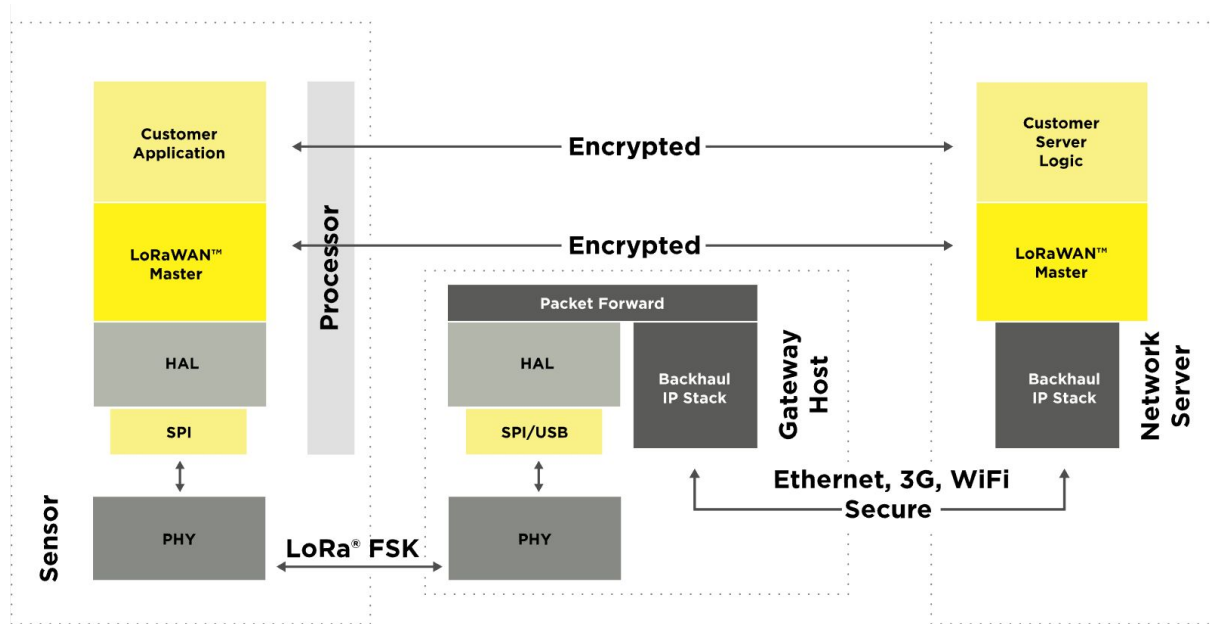 Customer
Application
LoRaWAN™
Master
HAL
SPI
PHY
Sensor
Processor
Encrypted
Encrypted
LoRa® FSK
Packet Forward
HAL
SPI/USB
PHY
Backhaul
IP Stack
Gateway
Host
Ethernet, 3G, WiFi
Secure
Customer
Server
Logic
LoRaWAN™
Master
Backhaul
IP Stack
Network
Server